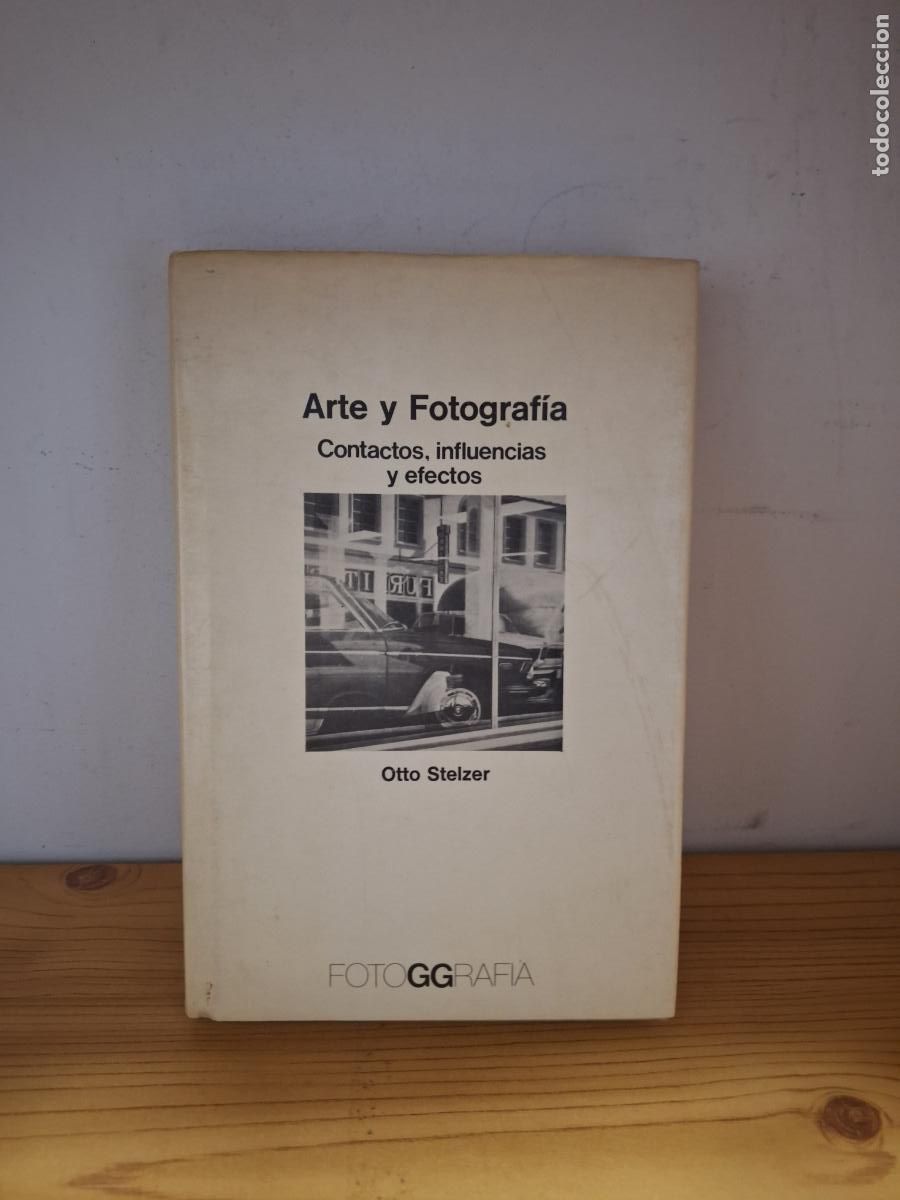 todocoleccion
Arte y Fotografía
Contactos, influencias
y efectos
Otto Stelzer
FOTOGGRAFIA